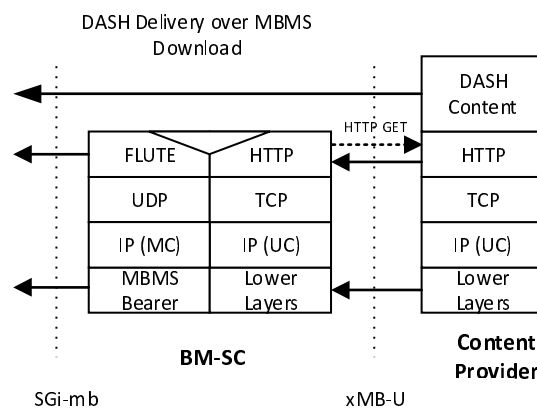 DASH Delivery over MBMS
Download
DASH
Content
HTTP GET
FLUTE
HTTP
HTTP
UDP
TCP
TCP
IP (MC)
IP (UC)
IP (UC)
MBMS
Bearer
Lower
Layers
Lower
Layers
BM-SC
Content
Provider
SGi-mb
xMB-U